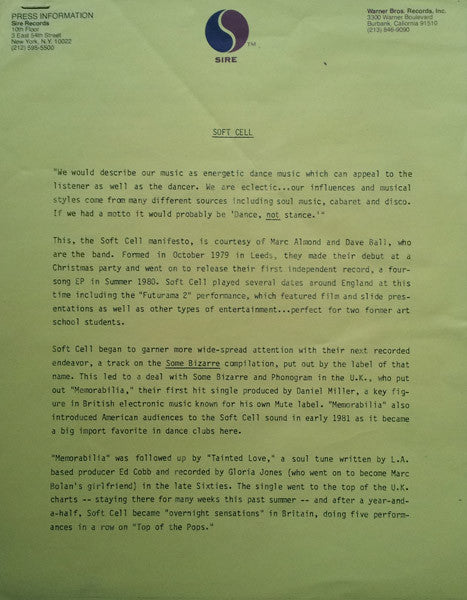 PRESS INFORMATION
Sire Records
10th Floor
3 East 54th Street
New York, N.Y. 10022
(212) 595-5500
SIRE
TM
Warner Bros. Records, Inc.
3300 Warner Boulevard
Burbank, California 91510
(213) 846-9090
SOFT CELL
"We would describe our music as energetic dance music which can appeal to the
listener as well as the dancer. We are eclectic...our influences and musical
styles come from many different sources including soul music, cabaret and disco.
If we had a motto it would probably be 'Dance, not stance.'"
This, the Soft Cell manifesto, is courtesy of Marc Almond and Dave Ball, who
are the band. Formed in October 1979 in Leeds, they made their debut at a
Christmas party and went on to release their first independent record, a four-
song EP in Summer 1980. Soft Cell played several dates around England at this
time including the "Futurama 2" performance, which featured film and slide pres-
entations as well as other types of entertainment...perfect for two former art
school students.
Soft Cell began to garner more wide-spread attention with their next recorded
endeavor, a track on the Some Bizarre compilation, put out by the label of that
name. This led to a deal with Some Bizarre and Phonogram in the U.K., who put
out "Memorabilia," their first hit single produced by Daniel Miller, a key fig-
ure in British electronic music known for his own Mute label. "Memorabilia" also
introduced American audiences to the Soft Cell sound in early 1981 as it became
a big import favorite in dance clubs here.
"Memorabilia" was followed up by "Tainted Love," a soul tune written by L.A.
based producer Ed Cobb and recorded by Gloria Jones (who went on to become Marc
Bolan's girlfriend) in the late Sixties. The single went to the top of the U.K.
charts -- staying there for many weeks this past summer -- and after a year-and-
a-half, Soft Cell became "overnight sensations" in Britain, doing five perform-
ances in a row on "Top of the Pops."